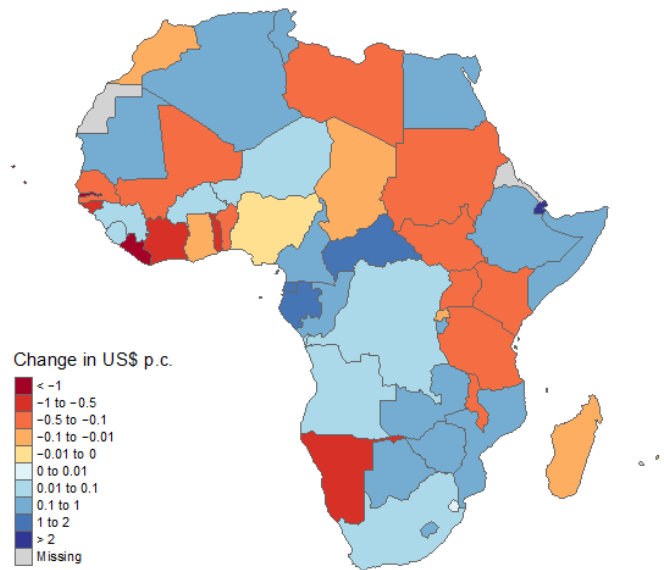 Change in US$ p.c.
< −1
−1 to −0.5
−0.5 to −0.1
−0.1 to −0.01
−0.01 to 0
0 to 0.01
0.01 to 0.1
0.1 to 1
1 to 2
> 2
Missing